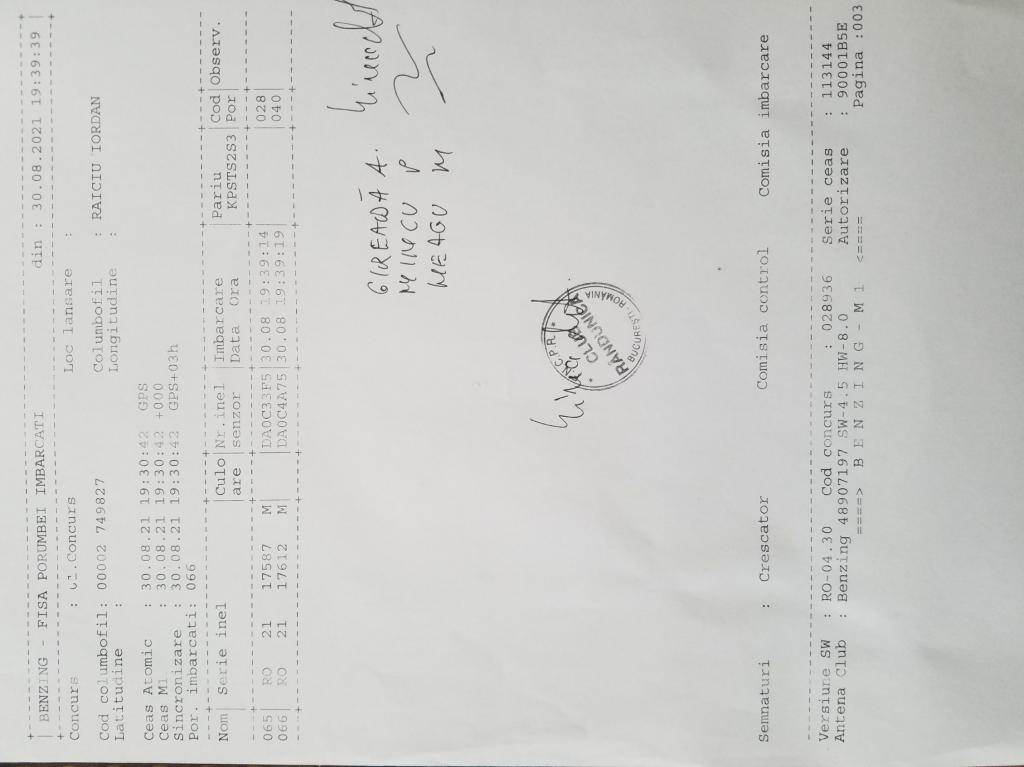 BENZING - FISA PORUMBEI IMBARCATI din : 30.08.2021 19:39:39
Concurs : 01.Concurs Loc lansare :
Cod columbofil: 00002 749827 Columbofil : RAICIU IORDAN
Latitudine : Longitudine :
Ceas Atomic : 30.08.21 19:30:42 GPS
Ceas M1 : 30.08.21 19:30:42 +000
Sincronizare : 30.08.21 19:30:42 GPS+03h
Por. imbarcati: 066
Nom| Serie inel |Culo|Nr.inel |Imbarcare |Pariu |Cod |Observ.
are |senzor |Data Ora | KPSTS2S3 |Por |
065| RO 21 17587 M| |DA0C33F5|30.08 19:39:14| |028|
066| RO 21 17612 M| |DA0C4A75|30.08 19:39:19| |040|
A.
MINCU P
NEAGU M
N.C.P.R.
CLUB
RÂNDUNICA
BUCUREȘTI. ROMÂNIA
Semnaturi : Crescator Comisia control Comisia imbarcare
Versiune SW : RO-04.30 Cod concurs : 028936 Serie ceas : 113144
Antena Club : Benzing 48907197 SW-4.5 HW-8.0 Autorizare : 90001B5E
====> B E N Z I N G - M 1 <==== Pagina :003